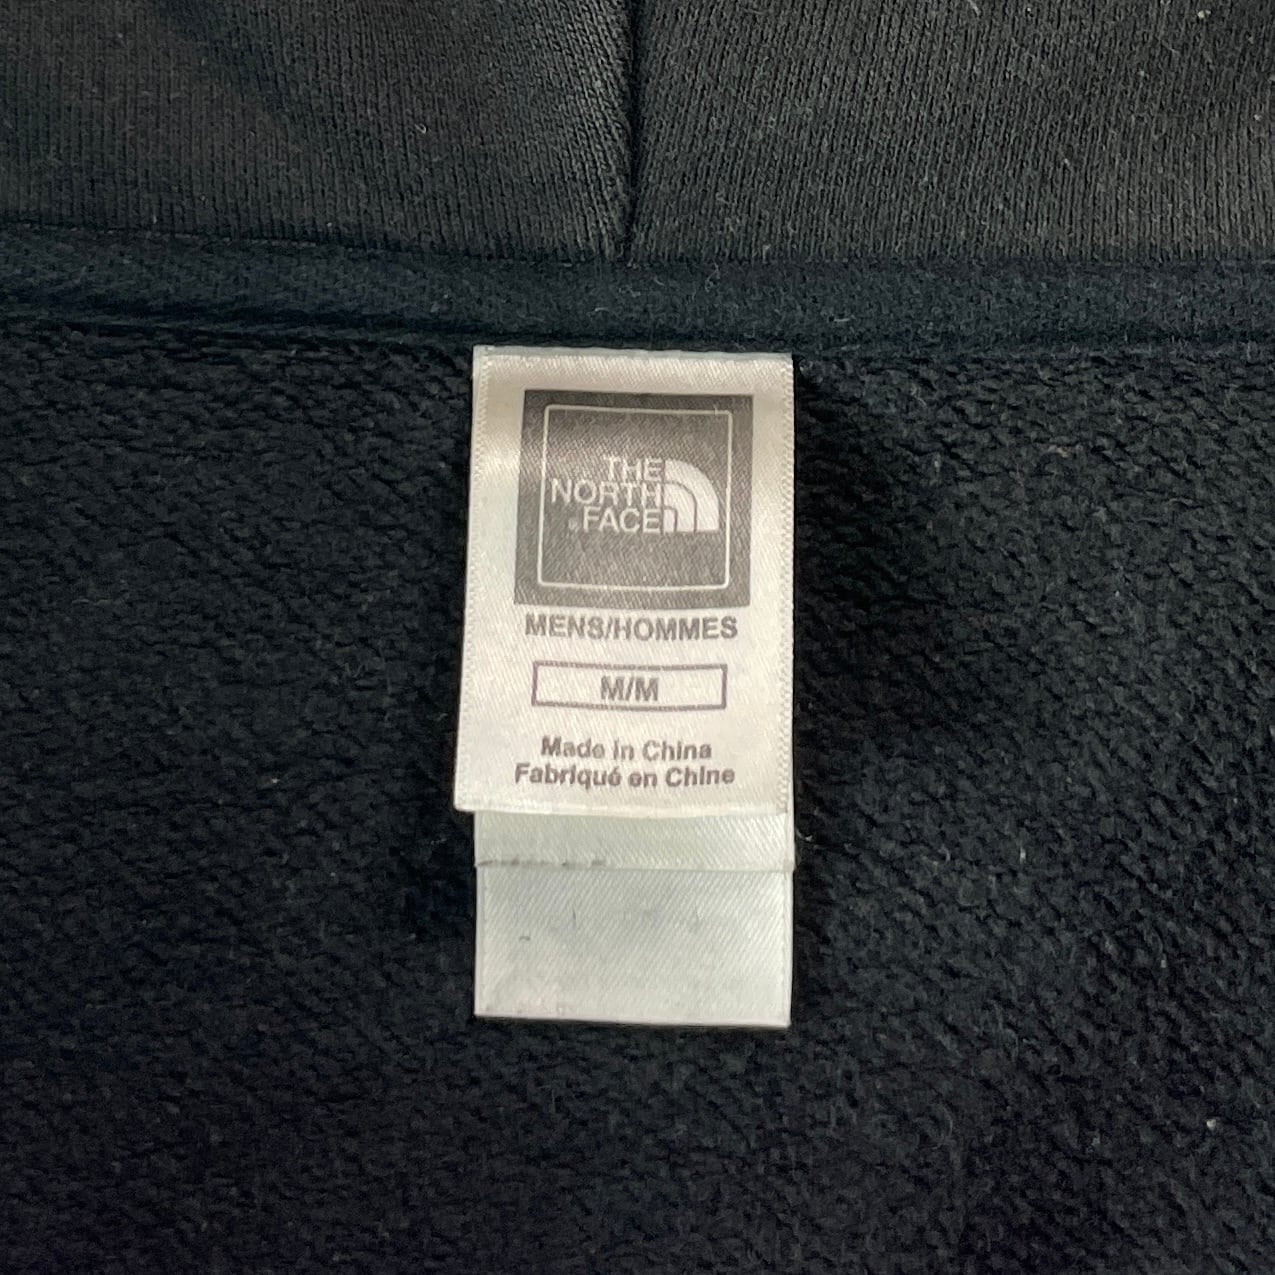 THE
NORTH
FACE
MENS/HOMMES
M/M
Made in China
Fabriqué en Chine